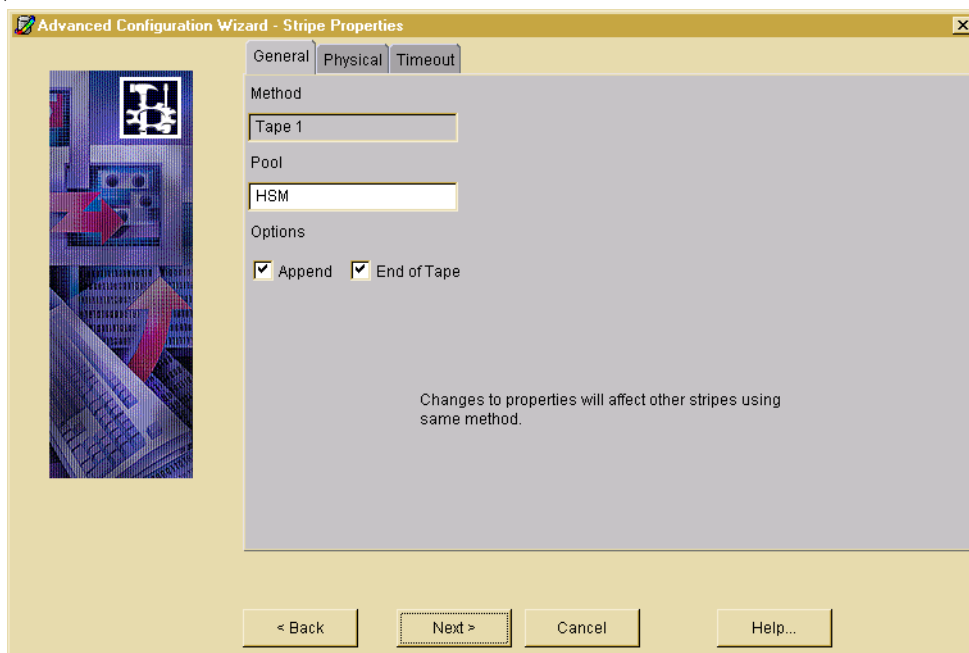 Advanced Configuration Wizard - Stripe Properties
General Physical Timeout
Method
Tape 1
Pool
HSM
Options
Append End of Tape
Changes to properties will affect other stripes using
same method.
< Back Next > Cancel Help...